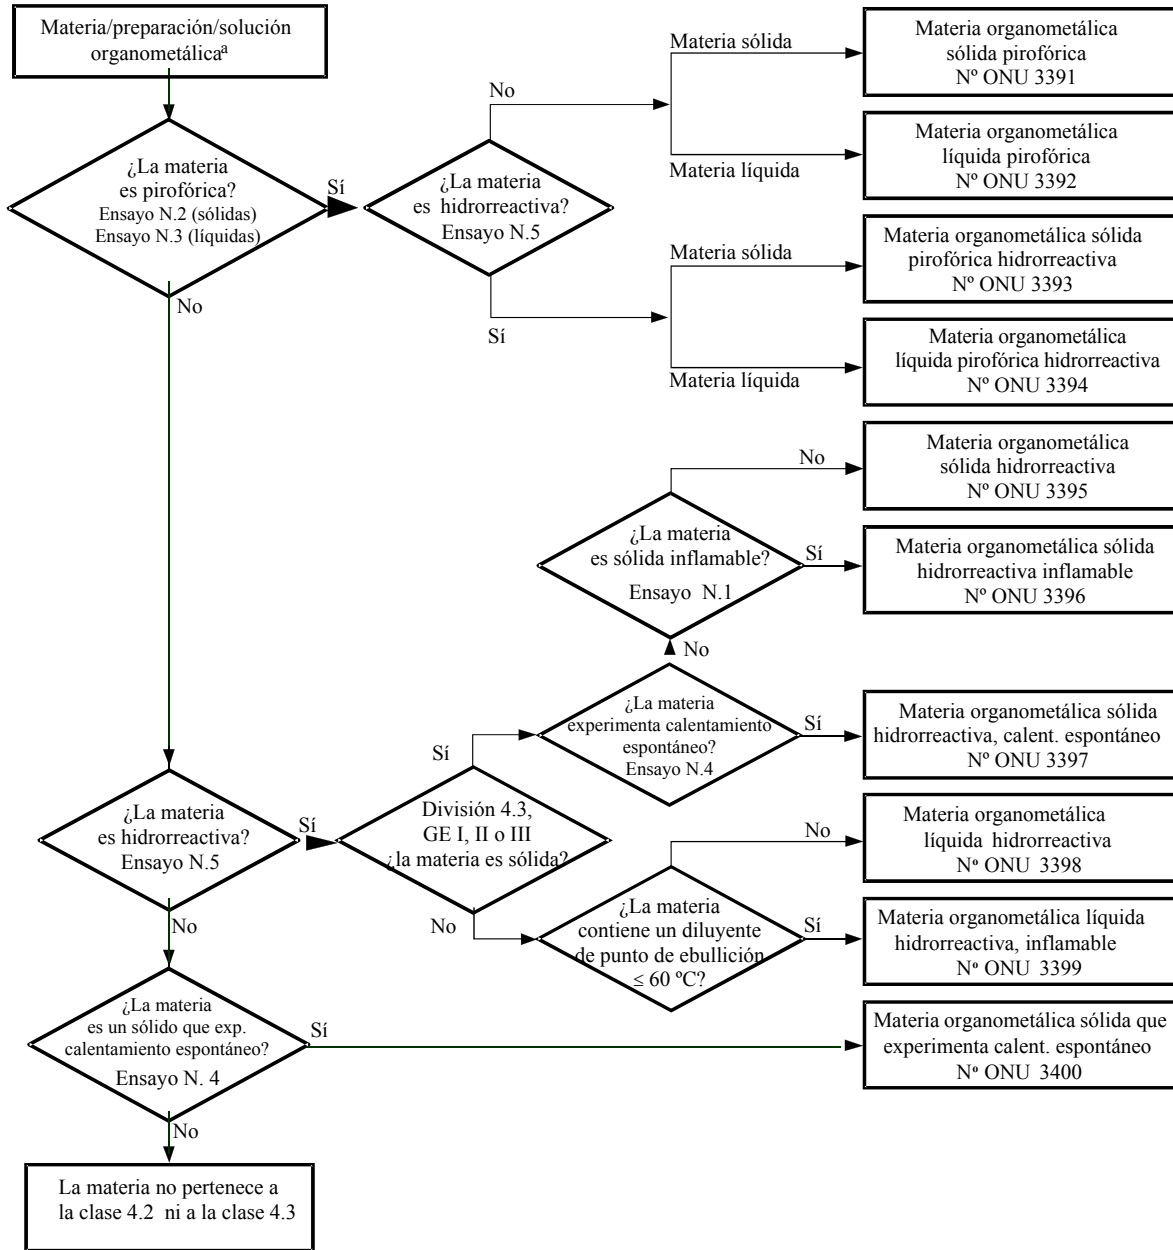 Materia/preparación/solución
organometálicaª
¿La materia
es pirofórica?
Ensayo N.2 (sólidas)
Ensayo N.3 (líquidas)
Sí
No
¿La materia
es hidrorreactiva?
Ensayo N.5
No
Sí
Materia sólida
Materia líquida
Materia organometálica
sólida pirofórica
Nº ONU 3391
Materia organometálica
líquida pirofórica
Nº ONU 3392
Materia sólida
Materia líquida
Materia organometálica sólida
pirofórica hidrorreactiva
Nº ONU 3393
Materia organometálica
líquida pirofórica hidrorreactiva
Nº ONU 3394
No
Materia organometálica
sólida hidrorreactiva
Nº ONU 3395
¿La materia
es sólida inflamable?
Ensayo N.1
Sí
Materia organometálica sólida
hidrorreactiva inflamable
Nº ONU 3396
No
¿La materia
experimenta calentamiento
espontáneo?
Ensayo N.4
Sí
Materia organometálica sólida
hidrorreactiva, calent. espontáneo
Nº ONU 3397
¿La materia
es hidrorreactiva?
Ensayo N.5
Sí
No
División 4.3,
GE I, II o III
¿la materia es sólida?
Sí
No
No
Materia organometálica
líquida hidrorreactiva
Nº ONU 3398
¿La materia
contiene un diluyente
de punto de ebullición
≤ 60 ºC?
Sí
Materia organometálica líquida
hidrorreactiva, inflamable
Nº ONU 3399
¿La materia
es un sólido que exp.
calentamiento espontáneo?
Ensayo N. 4
Sí
Materia organometálica sólida que
experimenta calent. espontáneo
Nº ONU 3400
No
La materia no pertenece a
la clase 4.2 ni a la clase 4.3